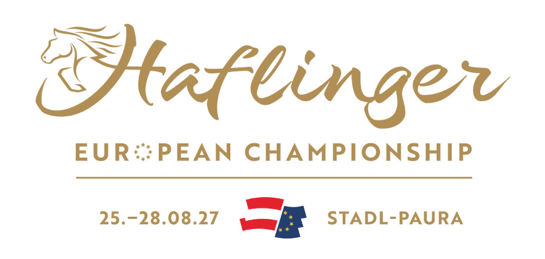 Haflinger
EUROPEAN CHAMPIONSHIP
25.–28.08.27 STADL-PAURA